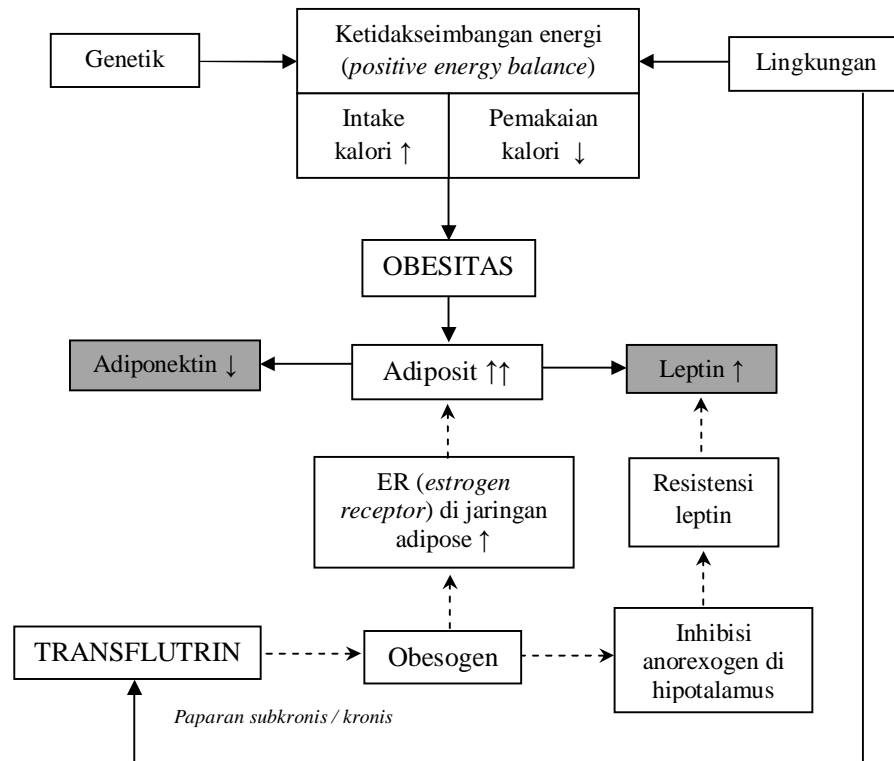 Genetik
Ketidakseimbangan energi
(positive energy balance)
Lingkungan
Intake
kalori ↑
Pemakaian
kalori ↓
OBESITAS
Adiponektin ↓
Adiposit ↑↑
Leptin ↑
ER (estrogen
receptor) di jaringan
adipose ↑
Resistensi
leptin
TRANSFLUTRIN
Obesogen
Inhibisi
anorexogen di
hipotalamus
Paparan subkronis / kronis